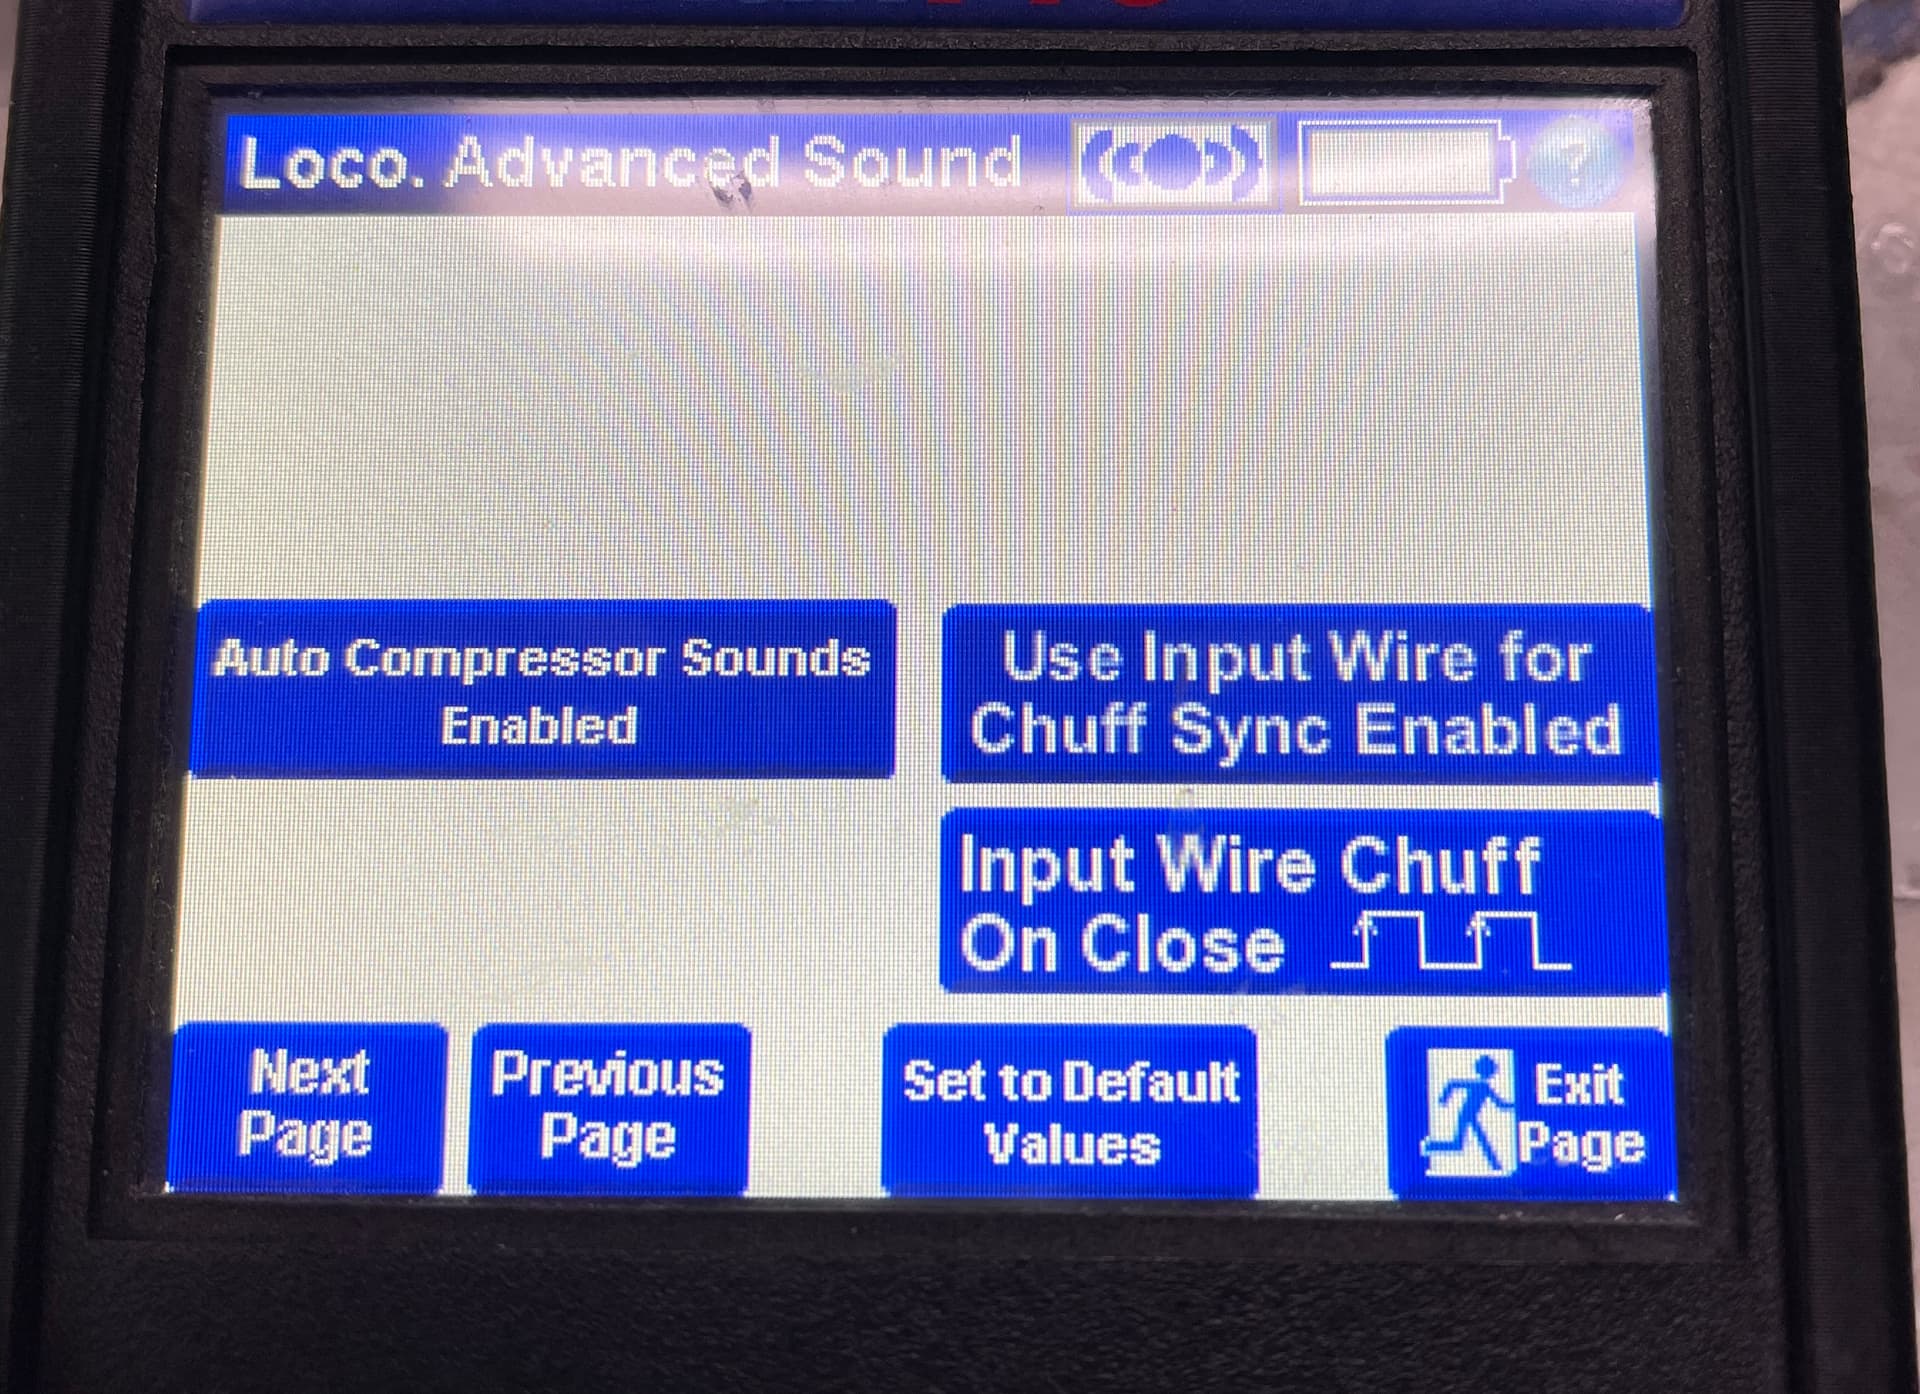 Loco. Advanced Sound
?
Auto Compressor Sounds
Enabled
Use Input Wire for
Chuff Sync Enabled
Input Wire Chuff
On Close
Next
Page
Previous
Page
Set to Default
Values
Exit
Page